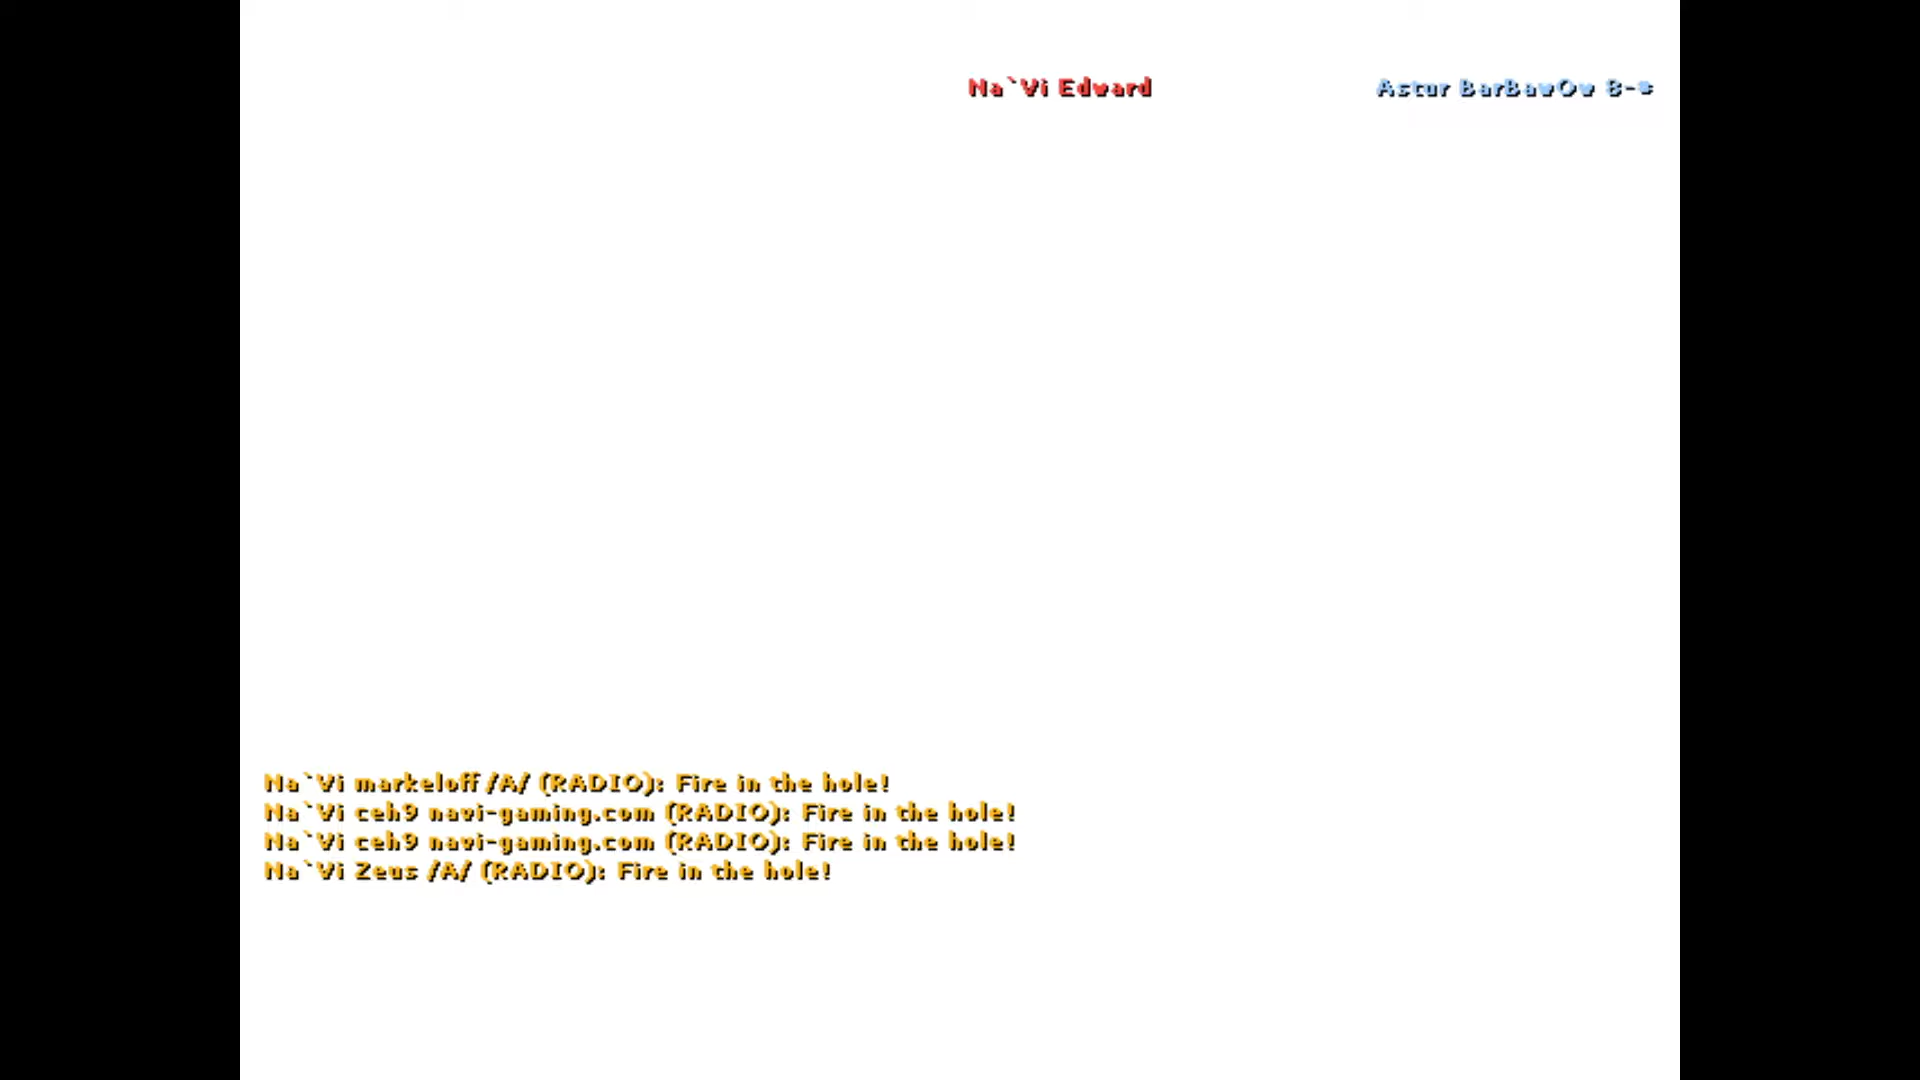 Na`Vi Edward Astur BarBawOw 8-*
Na`Vi markeloff /A/ (RADIO): Fire in the hole!
Na`Vi ceh9 navi-gaming.com (RADIO): Fire in the hole!
Na`Vi ceh9 navi-gaming.com (RADIO): Fire in the hole!
Na`Vi Zeus /A/ (RADIO): Fire in the hole!